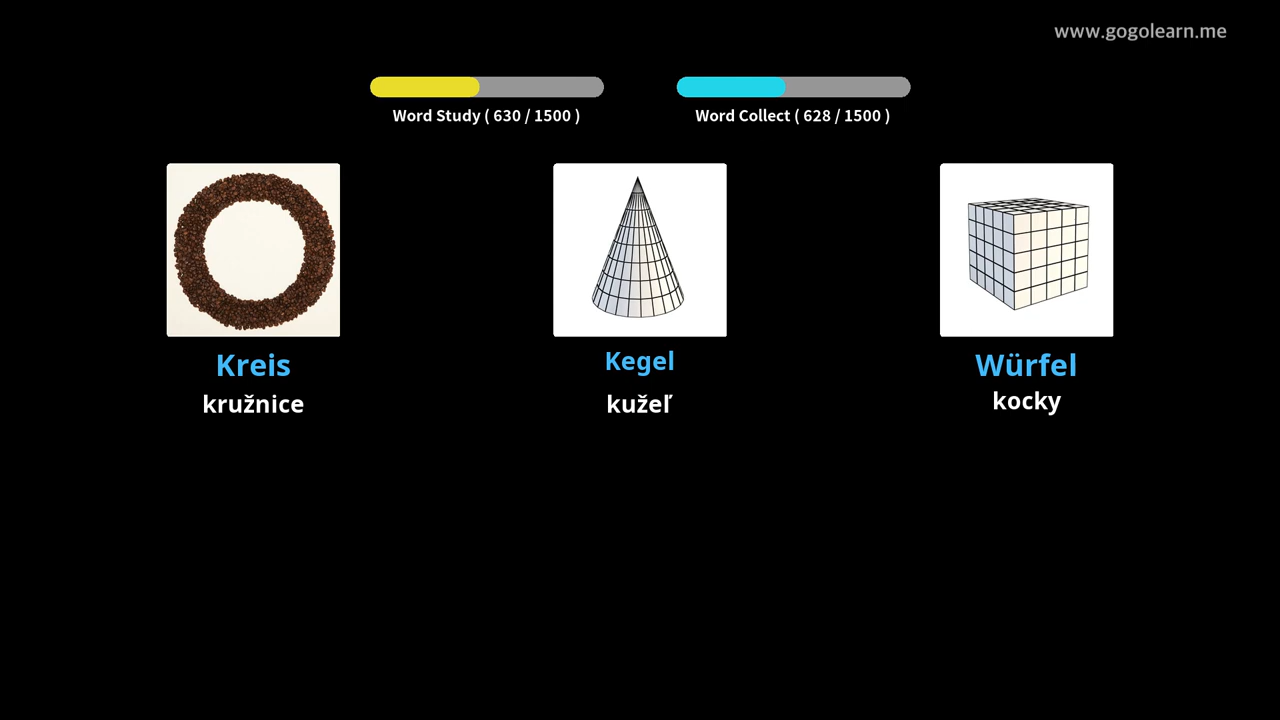 www.gogolearn.me
Word Study ( 630 / 1500 )
Word Collect ( 628 / 1500 )
Kreis
kružnice
Kegel
kužeľ
Würfel
kocky